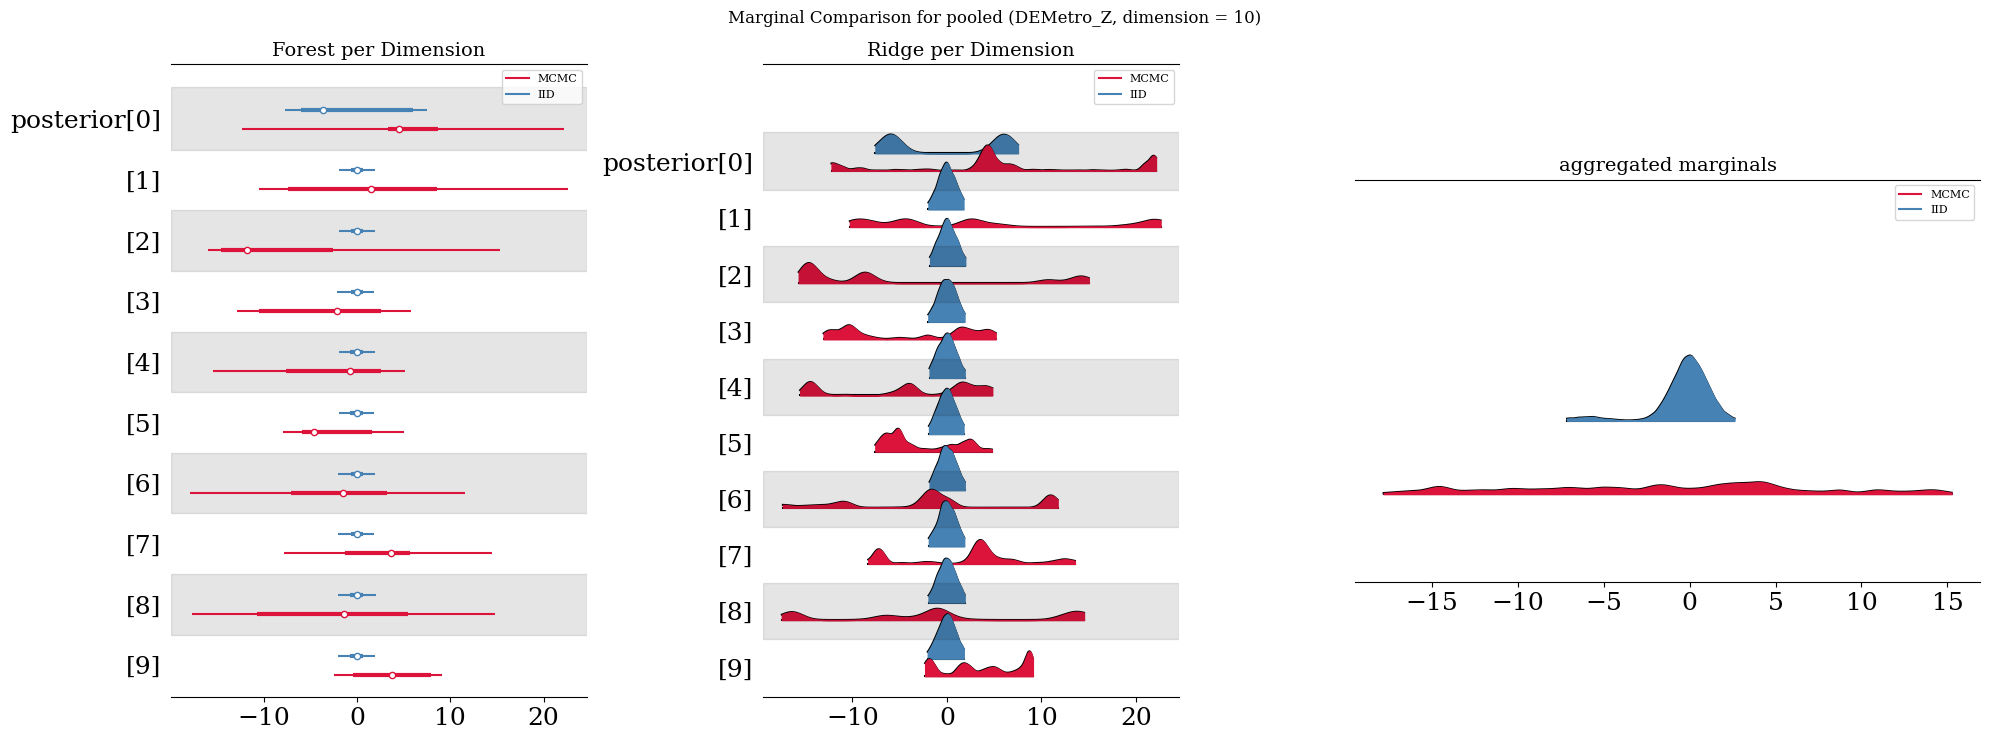 Marginal Comparison for pooled (DEMetro_Z, dimension = 10)
Forest per Dimension
MCMC
IID
posterior[0]
[1]
[2]
[3]
[4]
[5]
[6]
[7]
[8]
[9]
−10 0 10 20
Ridge per Dimension
MCMC
IID
posterior[0]
[1]
[2]
[3]
[4]
[5]
[6]
[7]
[8]
[9]
−10 0 10 20
aggregated marginals
MCMC
IID
−15 −10 −5 0 5 10 15